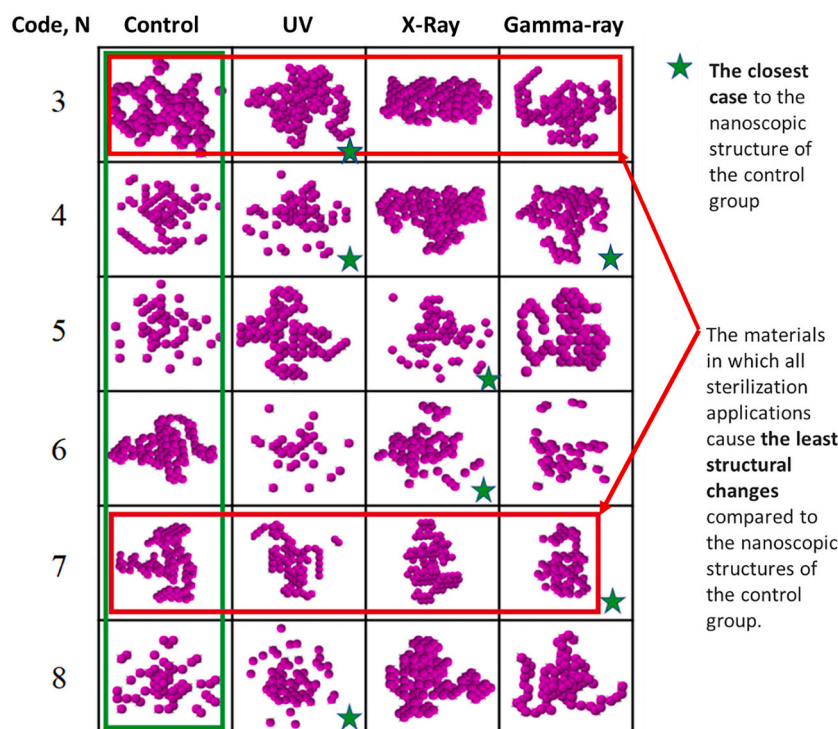 Code, N Control UV X-Ray Gamma-ray
3
4
5
6
7
8
The closest
case to the
nanoscopic
structure of
the control
group
The materials
in which all
sterilization
applications
cause the least
structural
changes
compared to
the nanoscopic
structures of
the control
group.